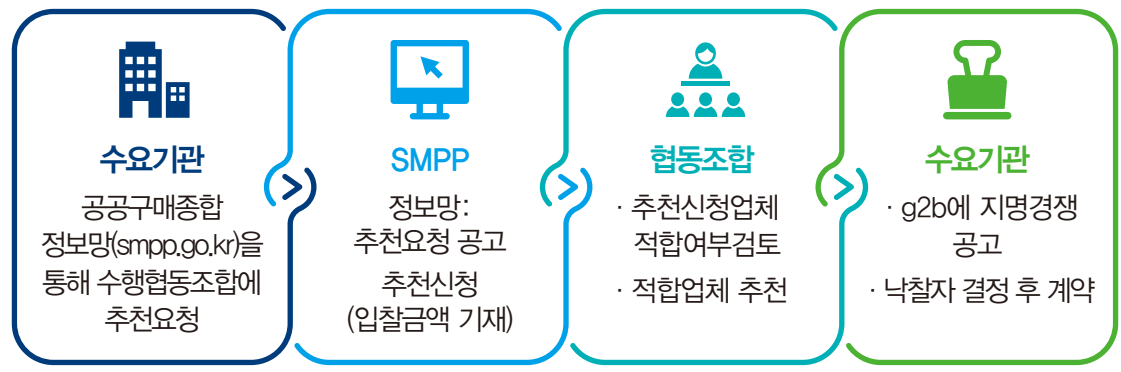 수요기관
공공구매종합
정보망(smpp.go.kr)을
통해 수행협동조합에
추천요청
SMPP
정보망:
추천요청 공고
추천신청
(입찰금액 기재)
협동조합
· 추천신청업체
적합여부검토
· 적합업체 추천
수요기관
· g2b에 지명경쟁
공고
· 낙찰자 결정 후 계약